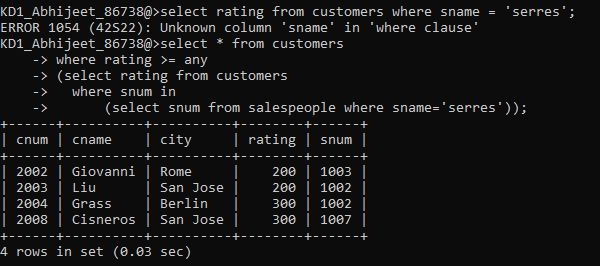 KD1_Abhijeet_86738@>select rating from customers where sname = 'serres';
ERROR 1054 (42S22): Unknown column 'sname' in 'where clause'
KD1_Abhijeet_86738@>select * from customers
    -> where rating >= any
    -> (select rating from customers
    ->   where snum in
    ->       (select snum from salespeople where sname='serres'));
+------+----------+----------+--------+------+
| cnum | cname    | city     | rating | snum |
+------+----------+----------+--------+------+
| 2002 | Giovanni | Rome     |    200 | 1003 |
| 2003 | Liu      | San Jose |    200 | 1002 |
| 2004 | Grass    | Berlin   |    300 | 1002 |
| 2008 | Cisneros | San Jose |    300 | 1007 |
+------+----------+----------+--------+------+
4 rows in set (0.03 sec)